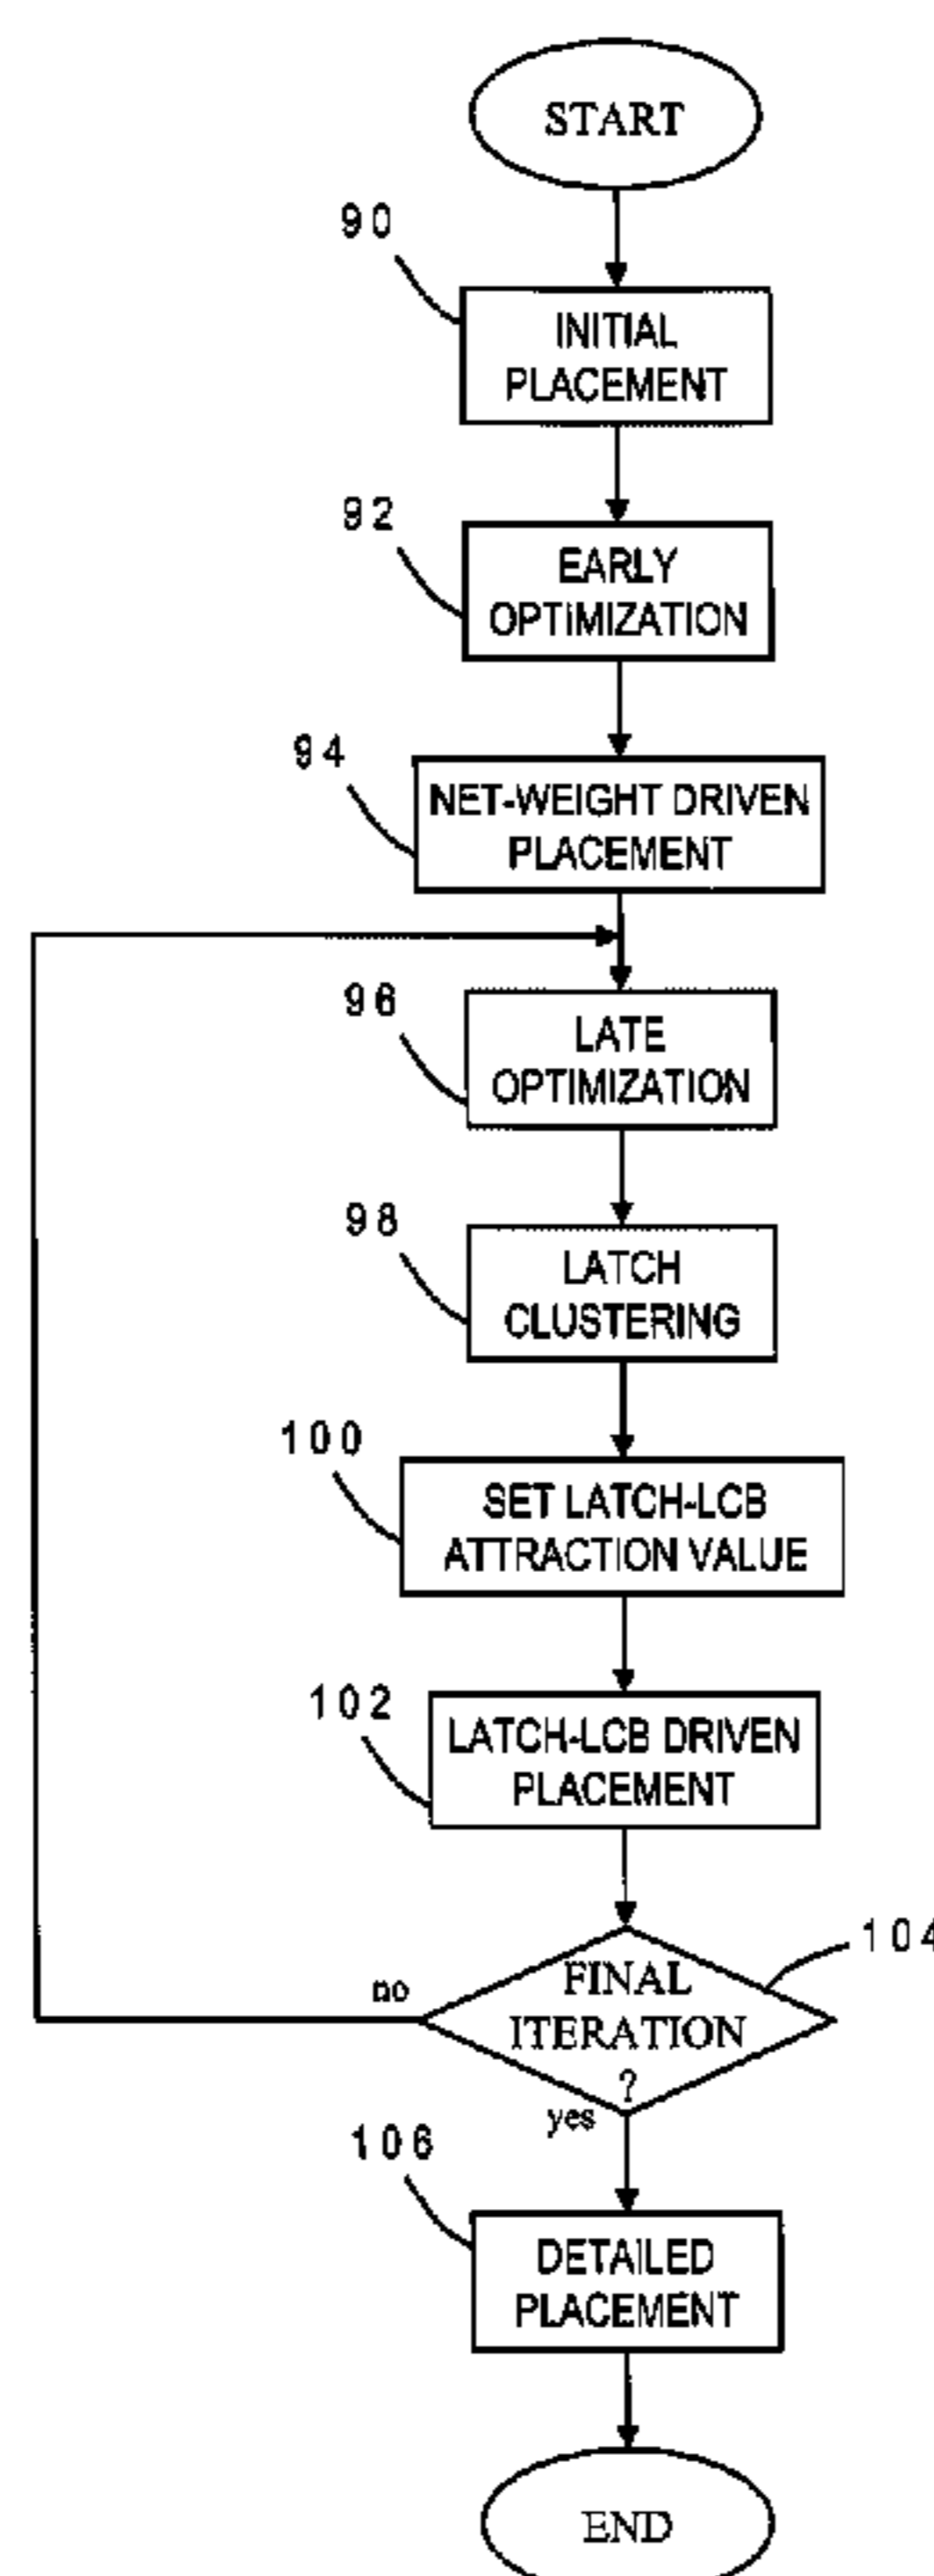 START
90
INITIAL
PLACEMENT
92
EARLY
OPTIMIZATION
94
NET-WEIGHT DRIVEN
PLACEMENT
96
LATE
OPTIMIZATION
98
LATCH
CLUSTERING
100
SET LATCH-LCB
ATTRACTION VALUE
102
LATCH-LCB DRIVEN
PLACEMENT
104
no
FINAL
ITERATION
?
yes
106
DETAILED
PLACEMENT
END